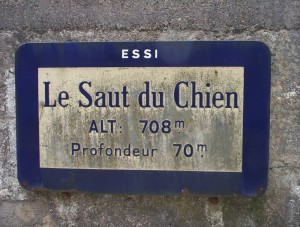 ESSI
Le Saut du Chien
ALT: 708m
Profondeur 70m.